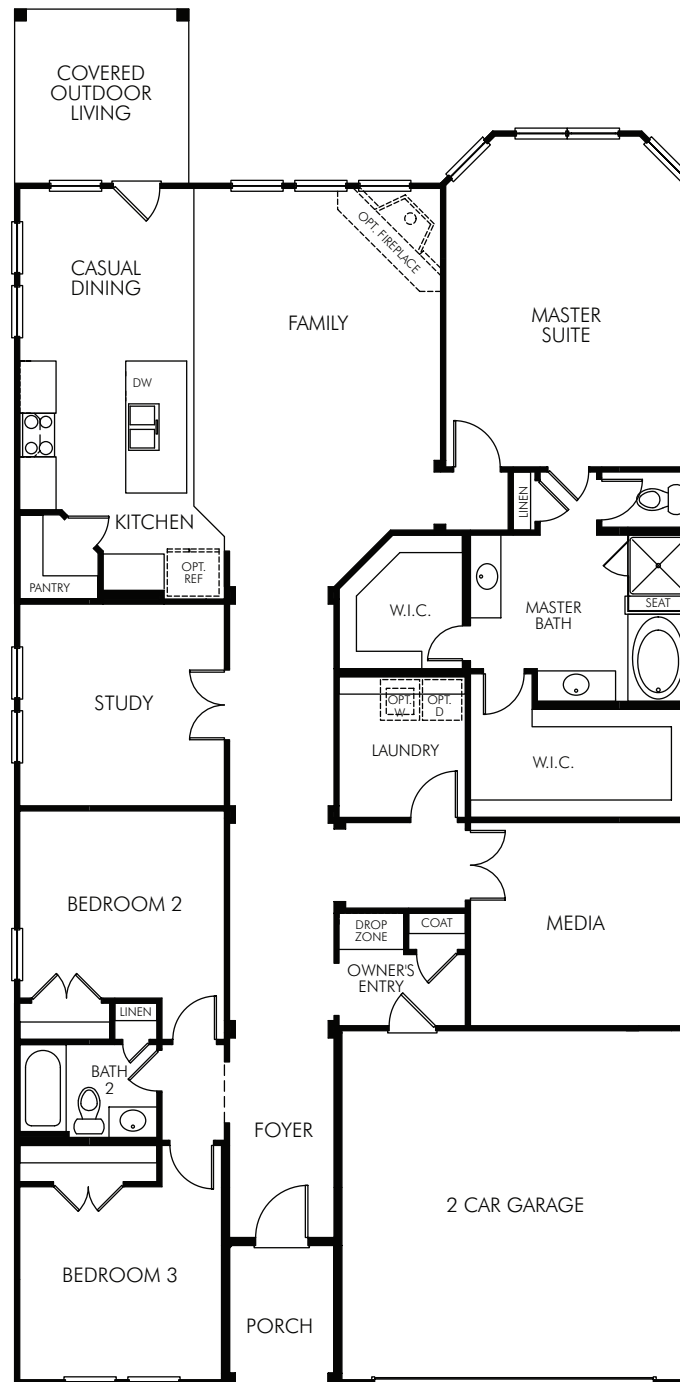 COVERED
OUTDOOR
LIVING
CASUAL
DINING
OPT. FIREPLACE
FAMILY
MASTER
SUITE
DW
LINEN
KITCHEN
OPT.
REF
PANTRY
W.I.C.
MASTER
BATH
SEAT
STUDY
OPT.
W
OPT.
D
LAUNDRY
W.I.C.
BEDROOM 2
DROP
ZONE
COAT
MEDIA
OWNER'S
ENTRY
LINEN
BATH
2
FOYER
2 CAR GARAGE
BEDROOM 3
PORCH